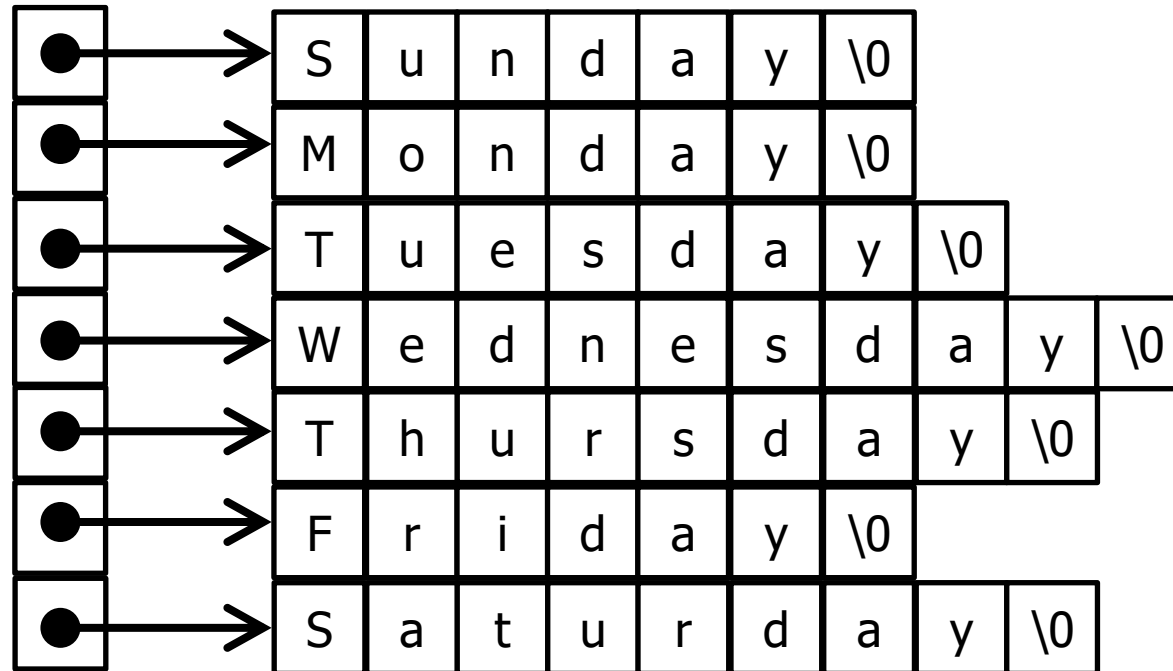 S u n d a y \0
M o n d a y \0
T u e s d a y \0
W e d n e s d a y \0
T h u r s d a y \0
F r i d a y \0
S a t u r d a y \0